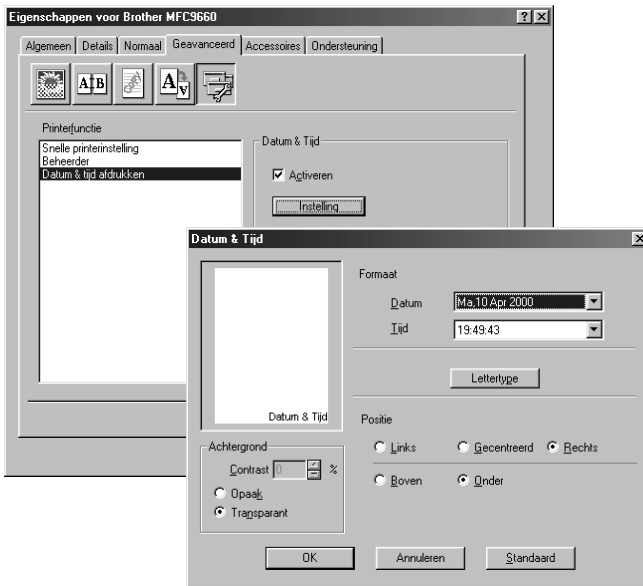 Eigenschappen voor Brother MFC9660
Algemeen Details Normaal Geavanceerd Accessoires Ondersteuning
A B
A A
Printerfunctie
Snelle printerinstelling
Beheerder
Datum & tijd afdrukken
Datum & Tijd
Activeren
Instelling
Datum & Tijd
Datum & Tijd
Formaat
Datum Ma,10 Apr 2000
Tijd 19:49:43
Lettertype
Positie
Links Gecentreerd Rechts
Boven Onder
Achtergrond
Contrast 0 %
Opaak
Transparant
OK Annuleren Standaard